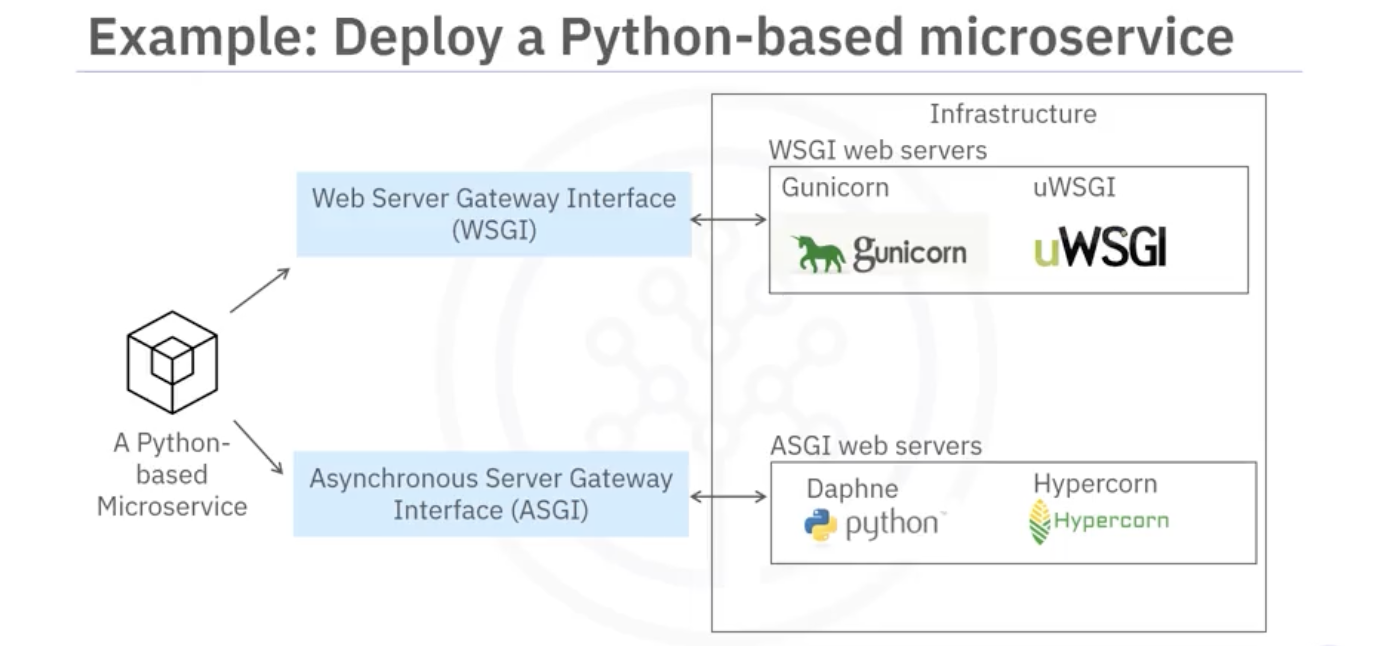 Example: Deploy a Python-based microservice
Infrastructure
WSGI web servers
Gunicorn
uWSGI
gunicorn
uWSGI
Web Server Gateway Interface
(WSGI)
A Python-
based
Microservice
Asynchronous Server Gateway
Interface (ASGI)
ASGI web servers
Daphne
Hypercorn
python™
Hypercorn